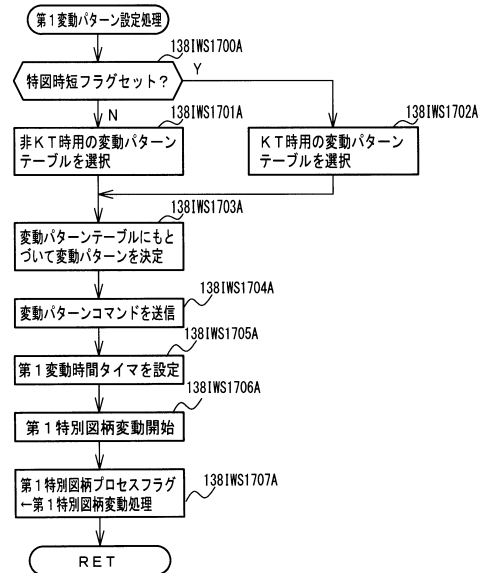 第1変動パターン設定処理
138IWS1700A
特図時短フラグセット？
Y
N
138IWS1701A
138IWS1702A
非KT時用の変動パターン
テーブルを選択
KT時用の変動パターン
テーブルを選択
138IWS1703A
変動パターンテーブルにもと
づいて変動パターンを決定
138IWS1704A
変動パターンコマンドを送信
138IWS1705A
第1変動時間タイマを設定
138IWS1706A
第1特別図柄変動開始
138IWS1707A
第1特別図柄プロセスフラグ
←第1特別図柄変動処理
RET